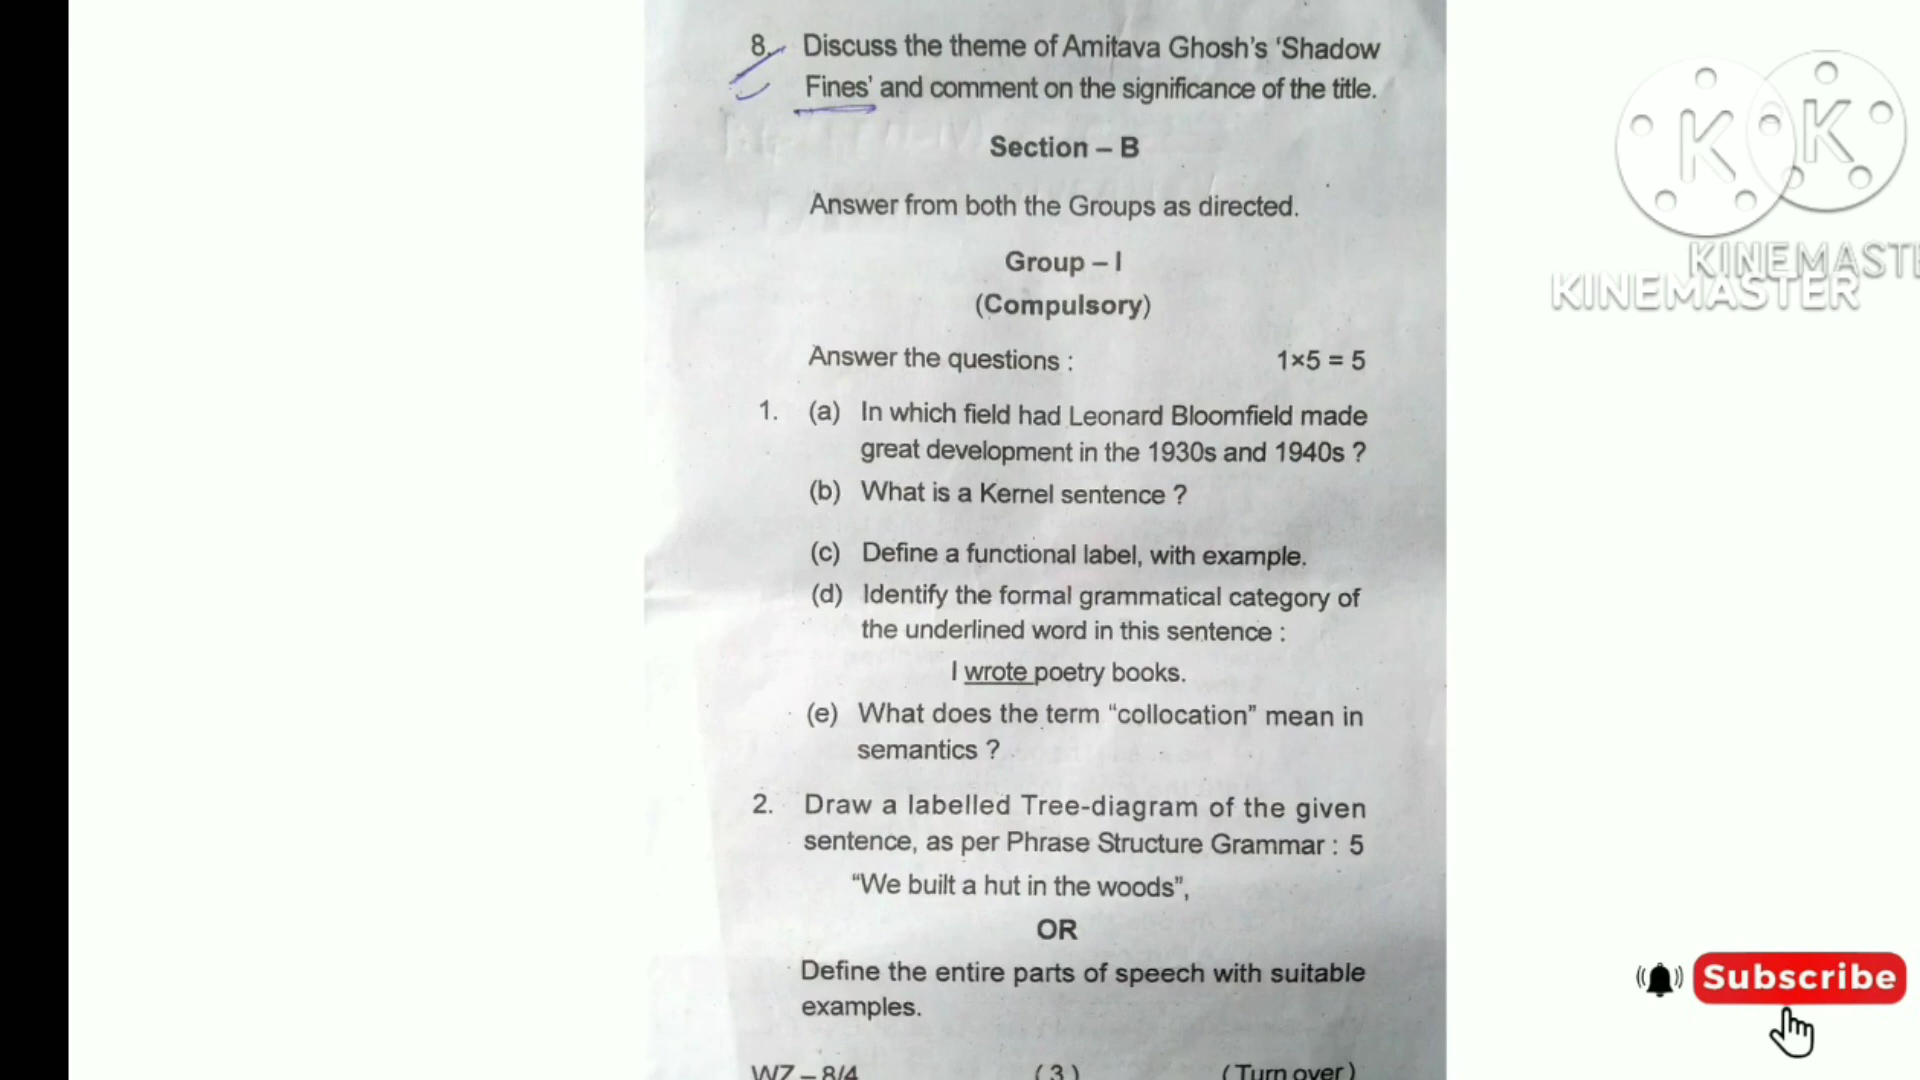 8. Discuss the theme of Amitava Ghosh's 'Shadow
Fines' and comment on the significance of the title.
Section – B
Answer from both the Groups as directed.
Group – I
(Compulsory)
Answer the questions : 1×5 = 5
1. (a) In which field had Leonard Bloomfield made
great development in the 1930s and 1940s ?
(b) What is a Kernel sentence ?
(c) Define a functional label, with example.
(d) Identify the formal grammatical category of
the underlined word in this sentence :
I wrote poetry books.
(e) What does the term “collocation” mean in
semantics ?
2. Draw a labelled Tree-diagram of the given
sentence, as per Phrase Structure Grammar : 5
“We built a hut in the woods”,
OR
Define the entire parts of speech with suitable
examples.
WZ – 8/4 (3) (Turn over)
K
K
KINEMASTE
KINEMASTER
Subscribe